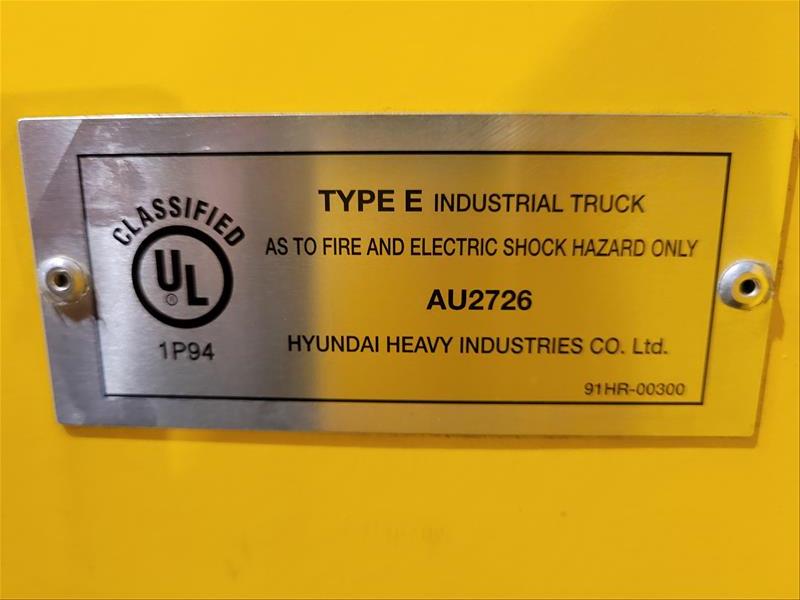 CLASSIFIED
UL
®
1P94
TYPE E INDUSTRIAL TRUCK
AS TO FIRE AND ELECTRIC SHOCK HAZARD ONLY
AU2726
HYUNDAI HEAVY INDUSTRIES CO. Ltd.
91HR-00300